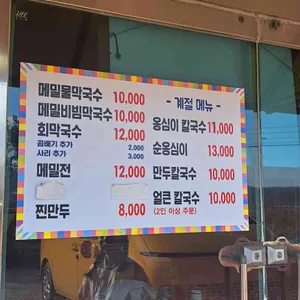 메밀물막국수 10,000
메밀비빔막국수 10,000
회막국수 12,000
곱배기 추가 2,000
사리 추가 3,000
메밀전 12,000
찐만두 8,000
- 계절 메뉴 -
옹심이 칼국수 11,000
순옹심이 13,000
만두칼국수 10,000
얼큰 칼국수 10,000
(2인 이상 주문)